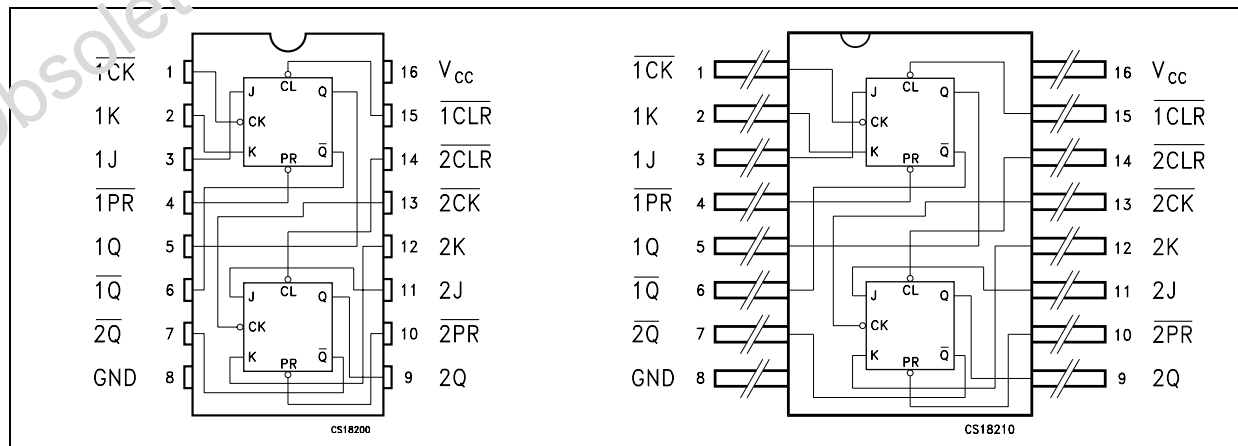 obsolet
1CK 1 16 VCC
1K 2 15 1CLR
1J 3 14 2CLR
1PR 4 13 2CK
1Q 5 12 2K
1Q 6 11 2J
2Q 7 10 2PR
GND 8 9 2Q
CL
J Q
CK
K PR Q
CL
J Q
CK
K PR Q
CS18200
1CK 1 16 VCC
1K 2 15 1CLR
1J 3 14 2CLR
1PR 4 13 2CK
1Q 5 12 2K
1Q 6 11 2J
2Q 7 10 2PR
GND 8 9 2Q
CL
J Q
CK
K PR Q
CL
J Q
CK
K PR Q
CS18210